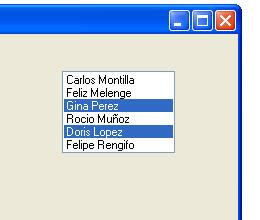 Carlos Montilla
Feliz Melenge
Gina Perez
Rocio Muñoz
Doris Lopez
Felipe Rengifo